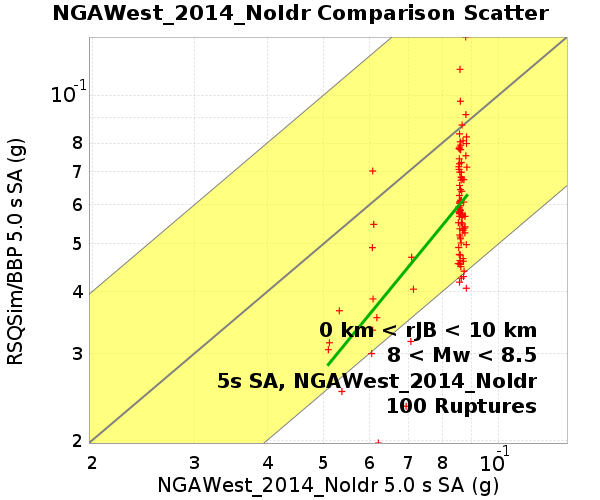 NGAWest_2014_NoIdr Comparison Scatter
RSQSim/BBP 5.0 s SA (g)
10^-1
8
7
6
5
4
3
2
0 km < rJB < 10 km
8 < Mw < 8.5
5s SA, NGAWest_2014_NoIdr
100 Ruptures
2 3 4 5 6 7 8 10^-1
NGAWest_2014_NoIdr 5.0 s SA (g)